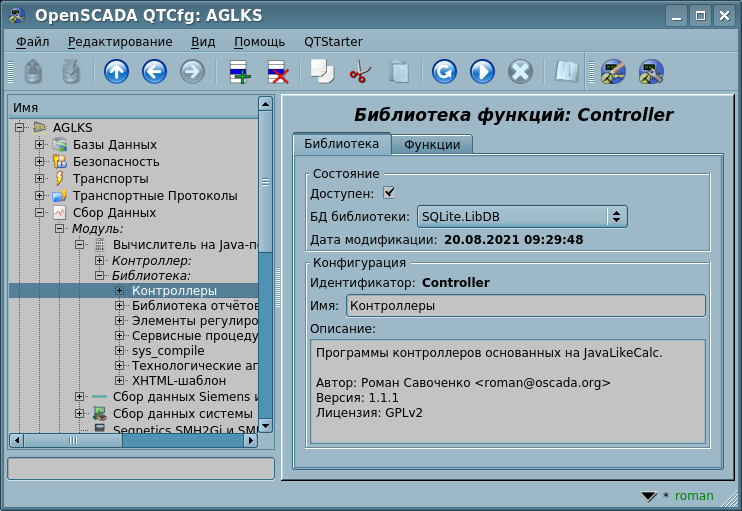 OpenSCADA QTCfg: AGLKS
Файл Редактирование Вид Помощь QTStarter
Имя
AGLKS
Базы Данных
Безопасность
Транспорты
Транспортные Протоколы
Сбор Данных
Модуль:
Вычислитель на Java-п
Контроллер:
Библиотека:
Контроллеры
Библиотека отчётов
Элементы регулиро
Сервисные процеду
sys_compile
Технологические ап
XHTML-шаблон
Сбор данных Siemens и
Сбор данных системы
Segnetics SMH2Gi и SM
Библиотека функций: Controller
Библиотека Функции
Состояние
Доступен:
БД библиотеки: SQLite.LibDB
Дата модификации: 20.08.2021 09:29:48
Конфигурация
Идентификатор: Controller
Имя: Контроллеры
Описание:
Программы контроллеров основанных на JavaLikeCalc.
Автор: Роман Савоченко <roman@oscada.org>
Версия: 1.1.1
Лицензия: GPLv2
* roman